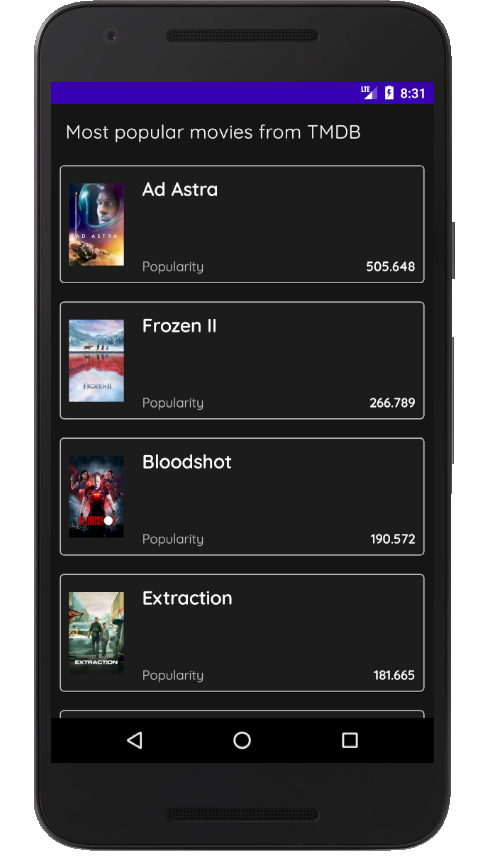 LTE 8:31
Most popular movies from TMDB
Ad Astra
AD ASTRA
Popularity 505.648
Frozen II
FROZEN II
Popularity 266.789
Bloodshot
Popularity 190.572
Extraction
EXTRACTION
Popularity 181.665